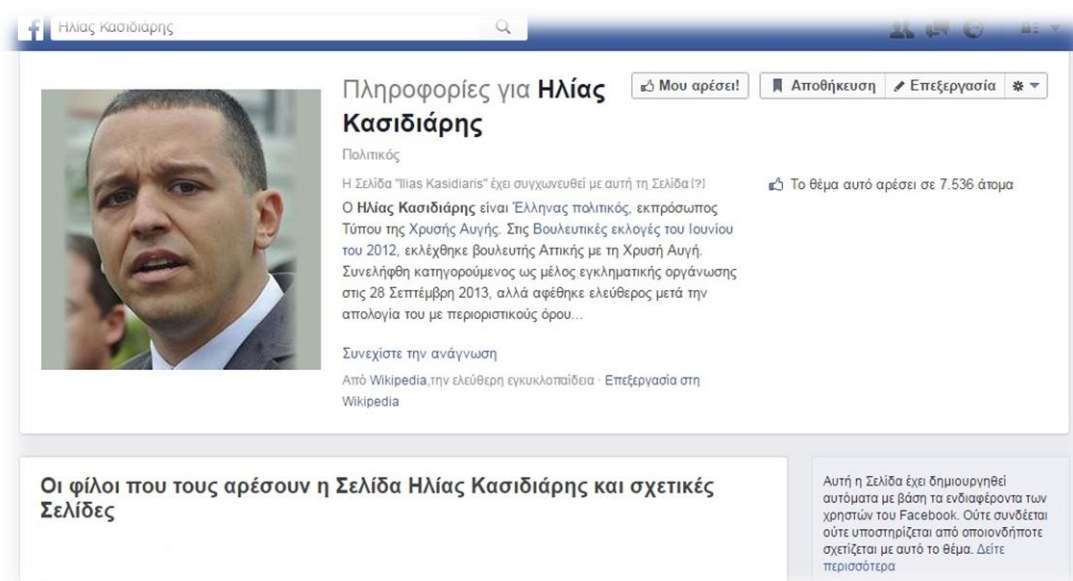 Ηλίας Κασιδιάρης
Πληροφορίες για Ηλίας
Κασιδιάρης
Μου αρέσει!
Αποθήκευση
Επεξεργασία
Πολιτικός
Η Σελίδα "Ilias Kasidiaris" έχει συγχωνευθεί με αυτή τη Σελίδα [?]
Το θέμα αυτό αρέσει σε 7.536 άτομα
Ο Ηλίας Κασιδιάρης είναι Έλληνας πολιτικός, εκπρόσωπος
Τύπου της Χρυσής Αυγής. Στις Βουλευτικές εκλογές του Ιουνίου
του 2012, εκλέχθηκε βουλευτής Αττικής με τη Χρυσή Αυγή.
Συνελήφθη κατηγορούμενος ως μέλος εγκληματικής οργάνωσης
στις 28 Σεπτέμβρη 2013, αλλά αφέθηκε ελεύθερος μετά την
απολογία του με περιοριστικούς όρου...
Συνεχίστε την ανάγνωση
Από Wikipedia,την ελεύθερη εγκυκλοπαίδεια · Επεξεργασία στη
Wikipedia
Οι φίλοι που τους αρέσουν η Σελίδα Ηλίας Κασιδιάρης και σχετικές
Σελίδες
Αυτή η Σελίδα έχει δημιουργηθεί
αυτόματα με βάση τα ενδιαφέροντα των
χρηστών του Facebook. Ούτε συνδέεται
ούτε υποστηρίζεται από οποιονδήποτε
σχετίζεται με αυτό το θέμα. Δείτε
περισσότερα